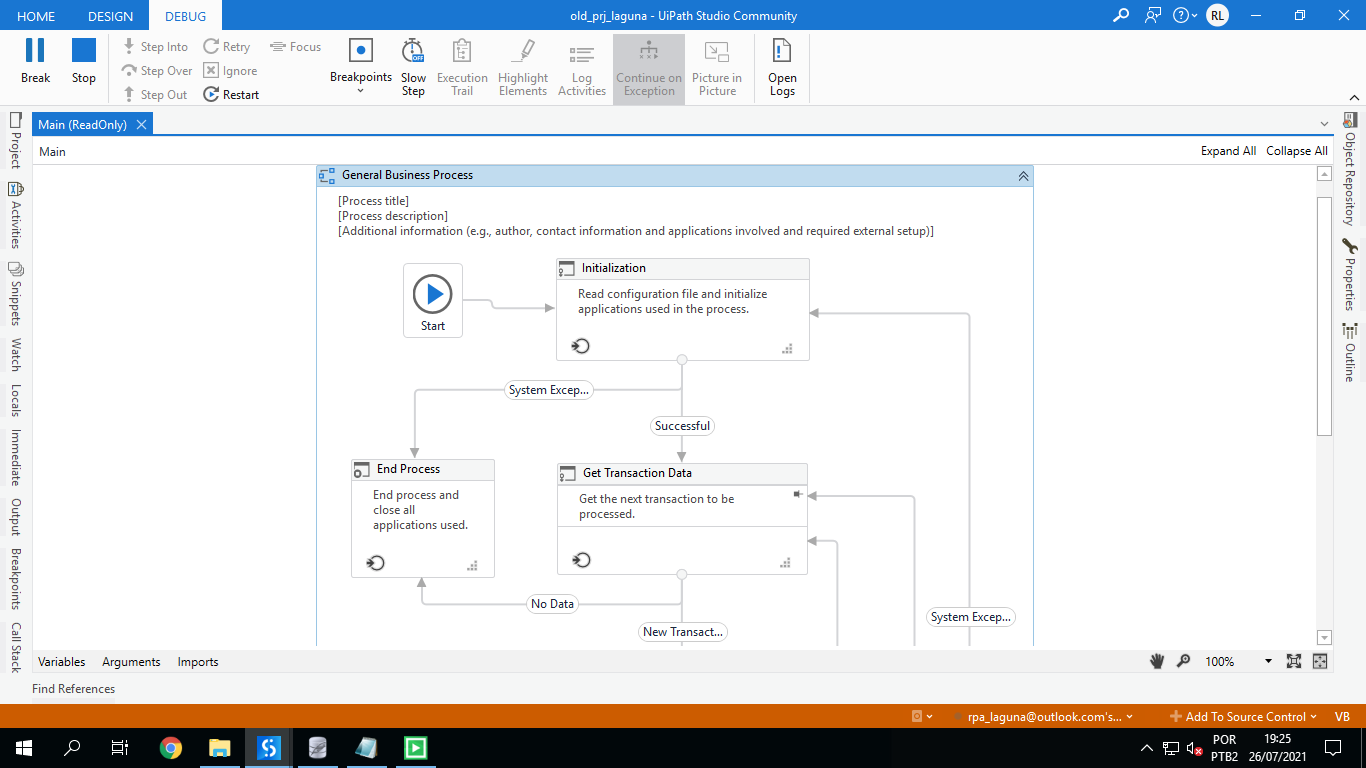 HOME DESIGN DEBUG old_prj_laguna - UiPath Studio Community RL
Break
Stop
Step Into
Step Over
Step Out
Retry
Ignore
Restart
Focus
Breakpoints
Slow
Step
OFF
Execution
Trail
Highlight
Elements
Log
Activities
Continue on
Exception
Picture in
Picture
Open
Logs
Main (ReadOnly)
Main
Expand All Collapse All
Project
Activities
Snippets
Watch
Locals
Immediate
Output
Breakpoints
Call Stack
General Business Process
[Process title]
[Process description]
[Additional information (e.g., author, contact information and applications involved and required external setup)]
Start
Initialization
Read configuration file and initialize
applications used in the process.
System Excep...
Successful
End Process
End process and
close all
applications used.
Get Transaction Data
Get the next transaction to be
processed.
No Data
New Transact...
System Excep...
Object Repository
Properties
Outline
Variables Arguments Imports 100%
Find References
rpa_laguna@outlook.com's... Add To Source Control VB
POR
PTB2
19:25
26/07/2021